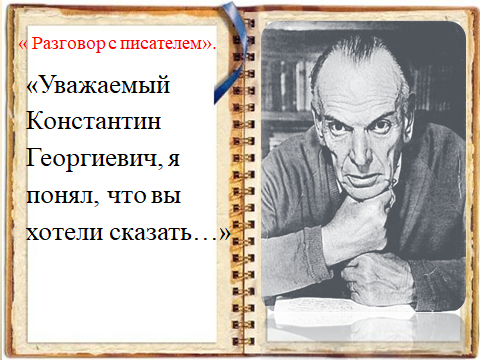 « Разговор с писателем».
«Уважаемый
Константин
Георгиевич, я
понял, что вы
хотели сказать…»